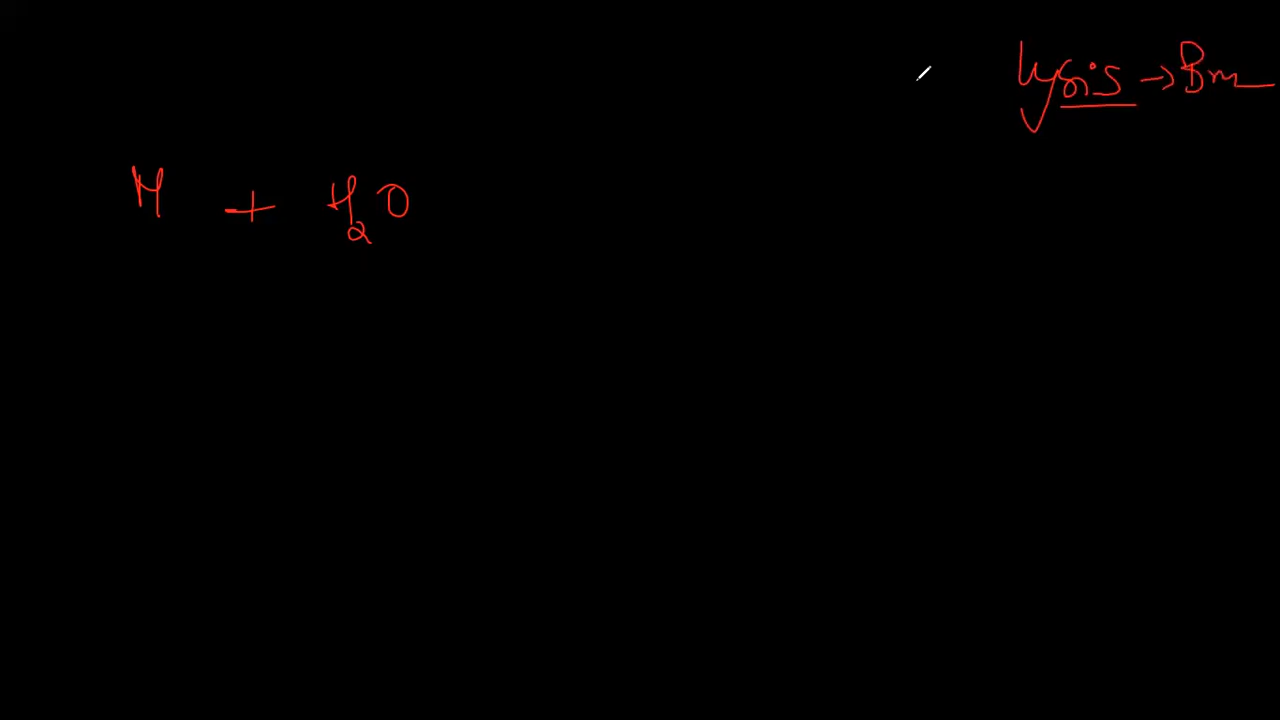 lysis →
M + H₂O